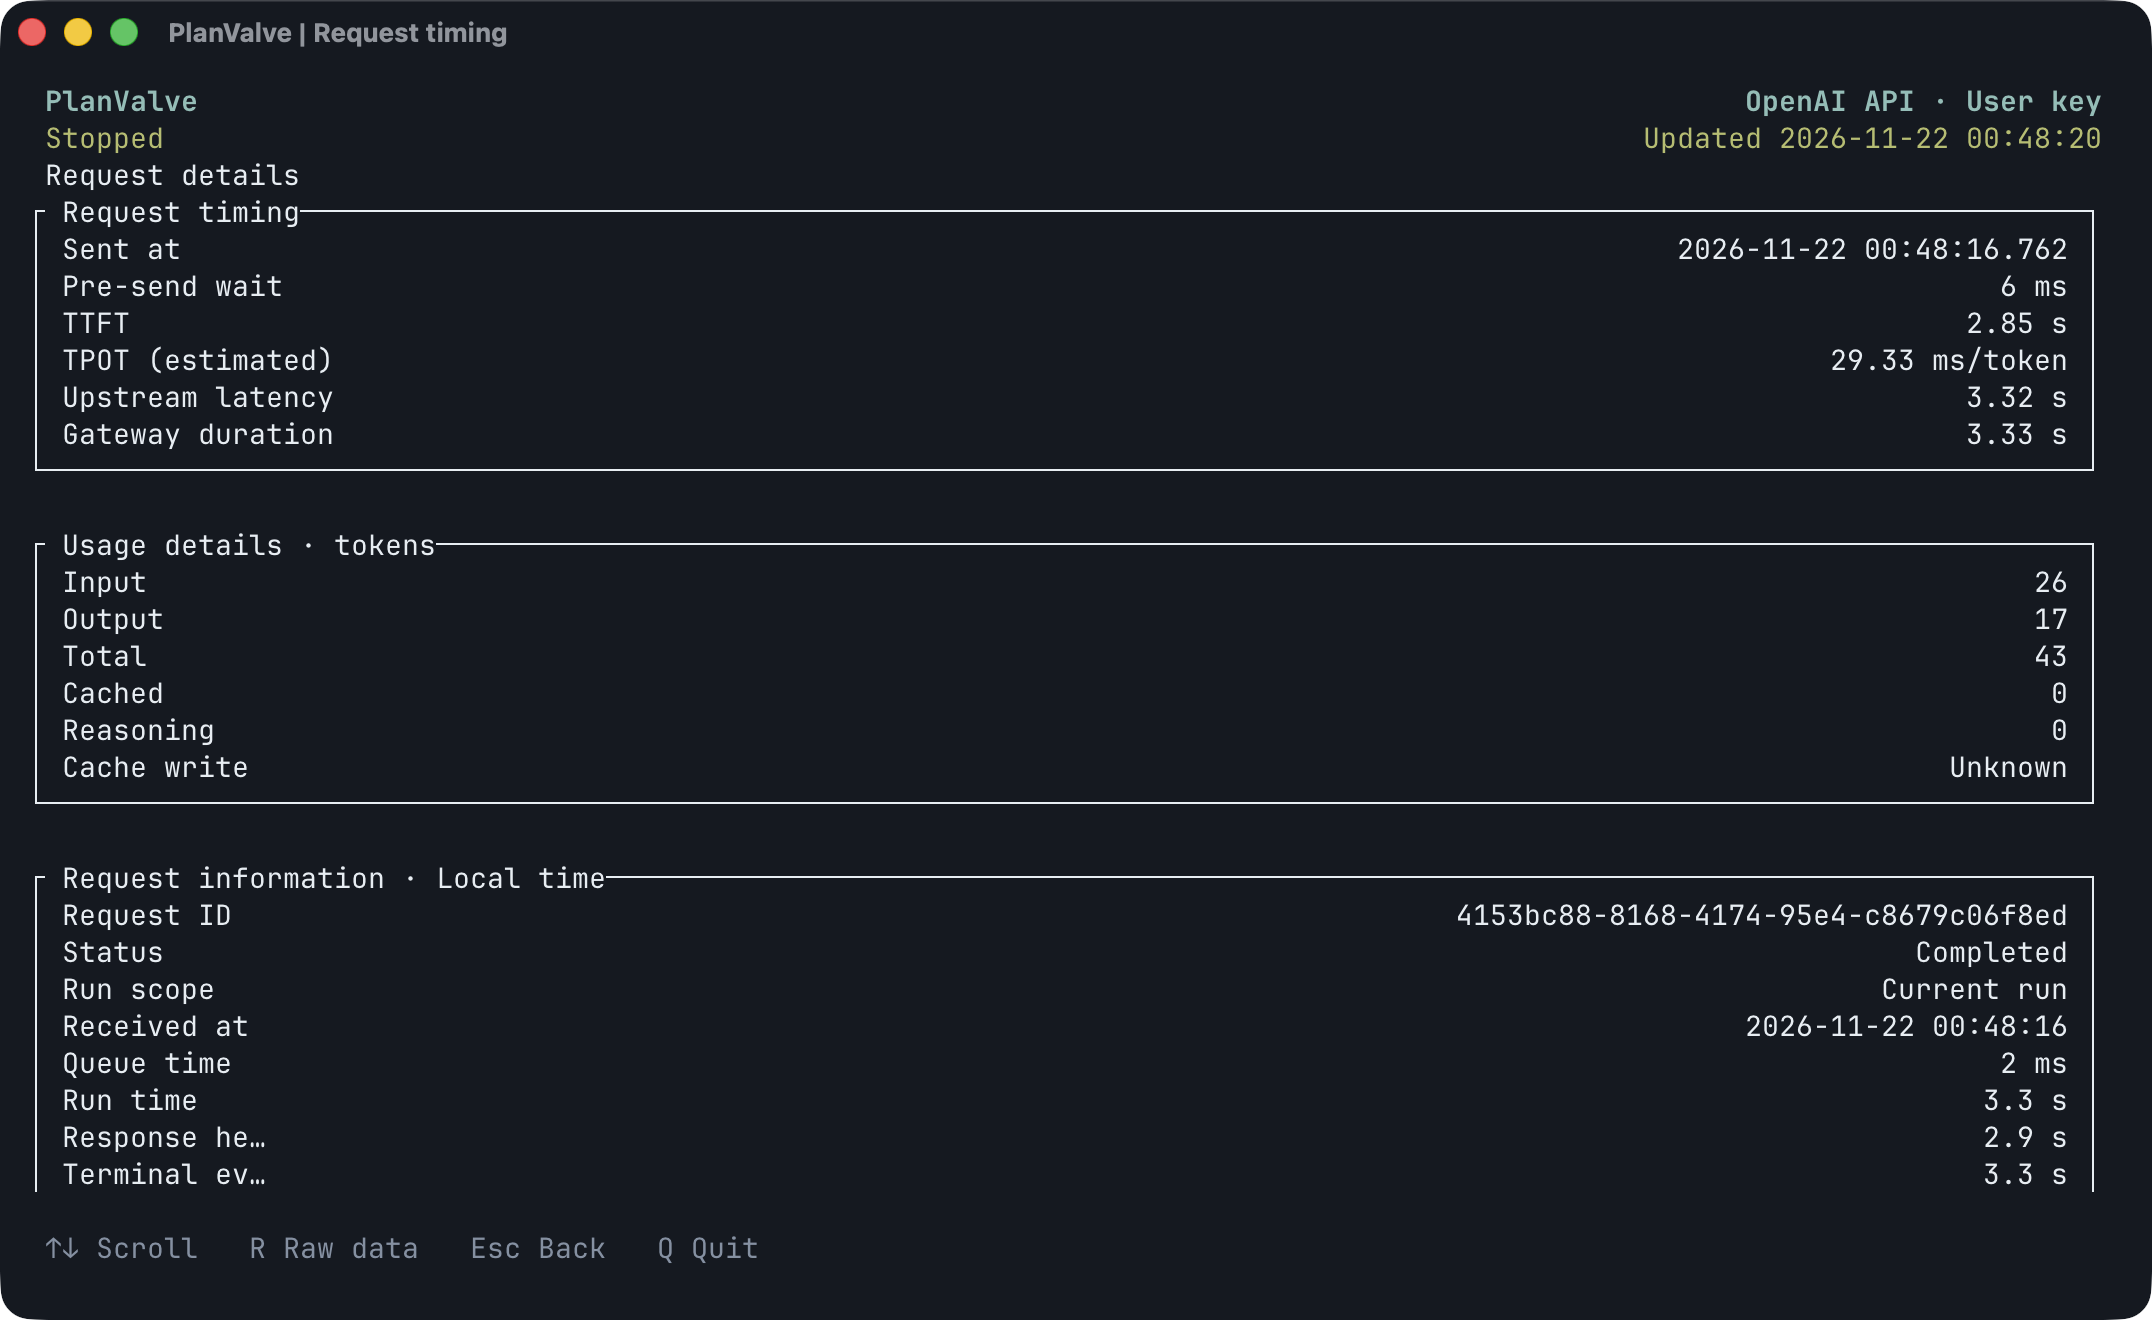 PlanValve | Request timing
PlanValve OpenAI API · User key
Stopped Updated 2026-11-22 00:48:20
Request details
Request timing
Sent at 2026-11-22 00:48:16.762
Pre-send wait 6 ms
TTFT 2.85 s
TPOT (estimated) 29.33 ms/token
Upstream latency 3.32 s
Gateway duration 3.33 s
Usage details · tokens
Input 26
Output 17
Total 43
Cached 0
Reasoning 0
Cache write Unknown
Request information · Local time
Request ID 4153bc88-8168-4174-95e4-c8679c06f8ed
Status Completed
Run scope Current run
Received at 2026-11-22 00:48:16
Queue time 2 ms
Run time 3.3 s
Response he… 2.9 s
Terminal ev… 3.3 s
↑↓ Scroll R Raw data Esc Back Q Quit